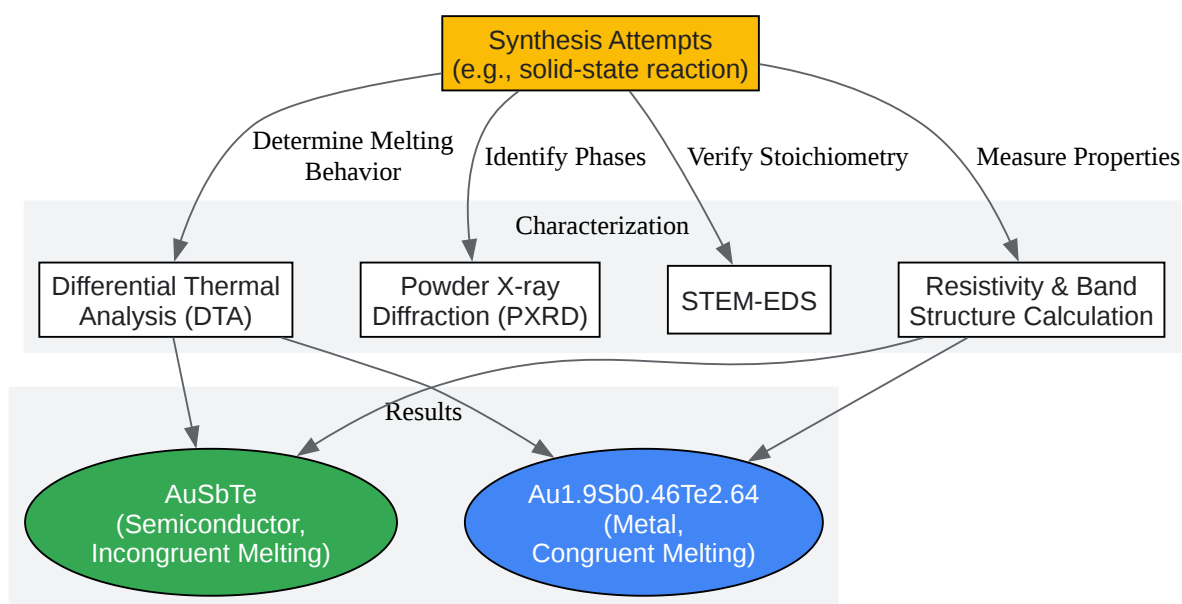 Synthesis Attempts
(e.g., solid-state reaction)
Determine Melting
Behavior
Identify Phases
Verify Stoichiometry
Measure Properties
Characterization
Differential Thermal
Analysis (DTA)
Powder X-ray
Diffraction (PXRD)
STEM-EDS
Resistivity & Band
Structure Calculation
Results
AuSbTe
(Semiconductor,
Incongruent Melting)
Au1.9Sb0.46Te2.64
(Metal,
Congruent Melting)